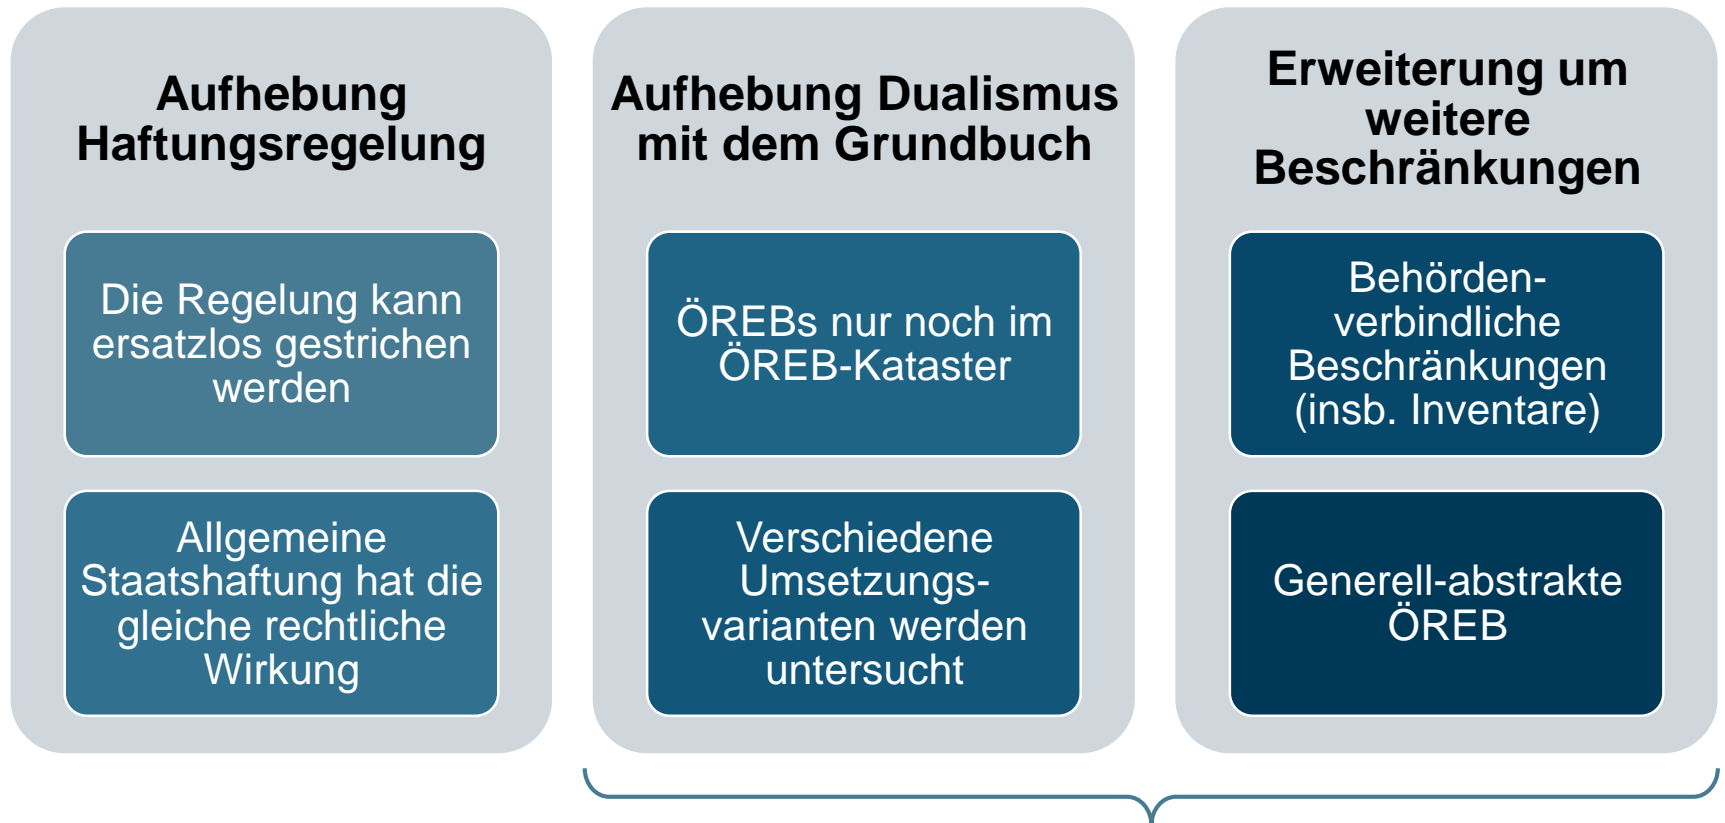 Aufhebung
Haftungsregelung
Die Regelung kann
ersatzlos gestrichen
werden
Allgemeine
Staatshaftung hat die
gleiche rechtliche
Wirkung
Aufhebung Dualismus
mit dem Grundbuch
ÖREBs nur noch im
ÖREB-Kataster
Verschiedene
Umsetzungs-
varianten werden
untersucht
Erweiterung um
weitere
Beschränkungen
Behörden-
verbindliche
Beschränkungen
(insb. Inventare)
Generell-abstrakte
ÖREB